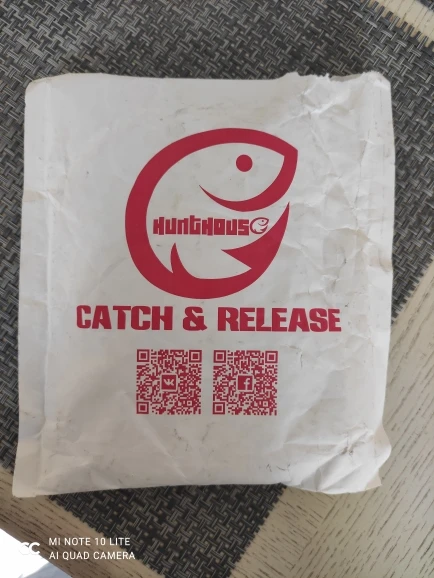 HUNTHOUSE
CATCH & RELEASE
MI NOTE 10 LITE
AI QUAD CAMERA